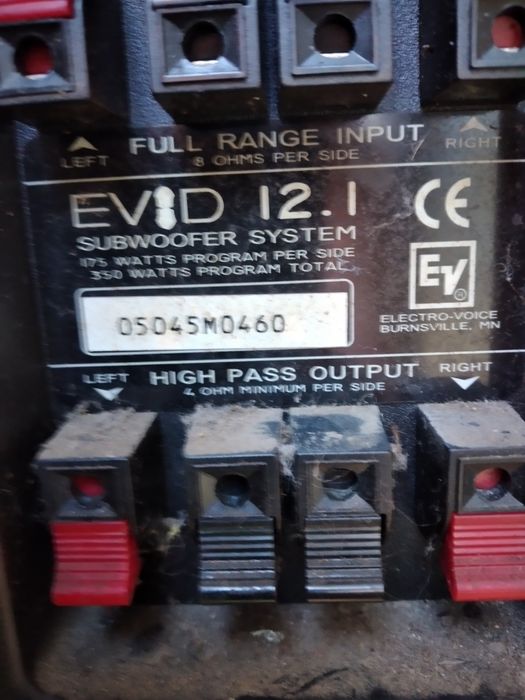 LEFT FULL RANGE INPUT RIGHT
8 OHMS PER SIDE
EVID 12.1 CE
SUBWOOFER SYSTEM
175 WATTS PROGRAM PER SIDE
350 WATTS PROGRAM TOTAL
EV ®
05045M0460
ELECTRO-VOICE
BURNSVILLE, MN
LEFT HIGH PASS OUTPUT RIGHT
4 OHM MINIMUM PER SIDE